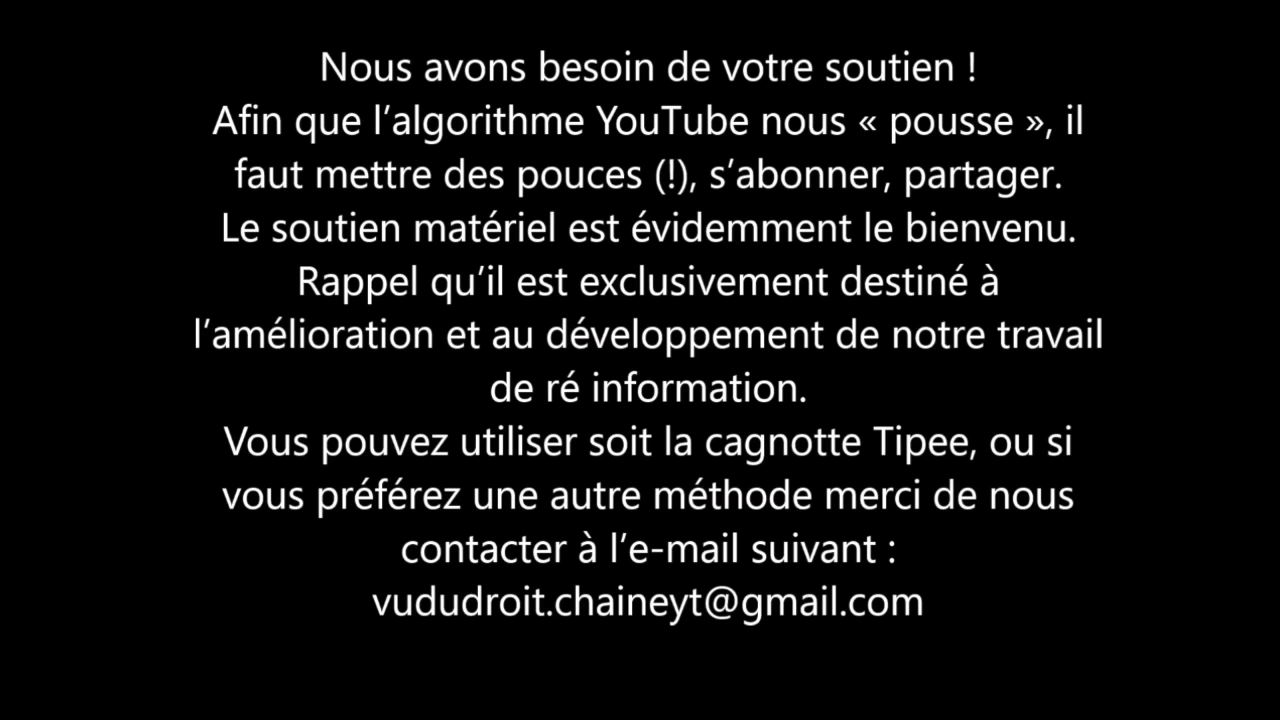 Nous avons besoin de votre soutien !
Afin que l’algorithme YouTube nous « pousse », il
faut mettre des pouces (!), s’abonner, partager.
Le soutien matériel est évidemment le bienvenu.
Rappel qu’il est exclusivement destiné à
l’amélioration et au développement de notre travail
de ré information.
Vous pouvez utiliser soit la cagnotte Tipee, ou si
vous préférez une autre méthode merci de nous
contacter à l’e-mail suivant :
vududroit.chaineyt@gmail.com